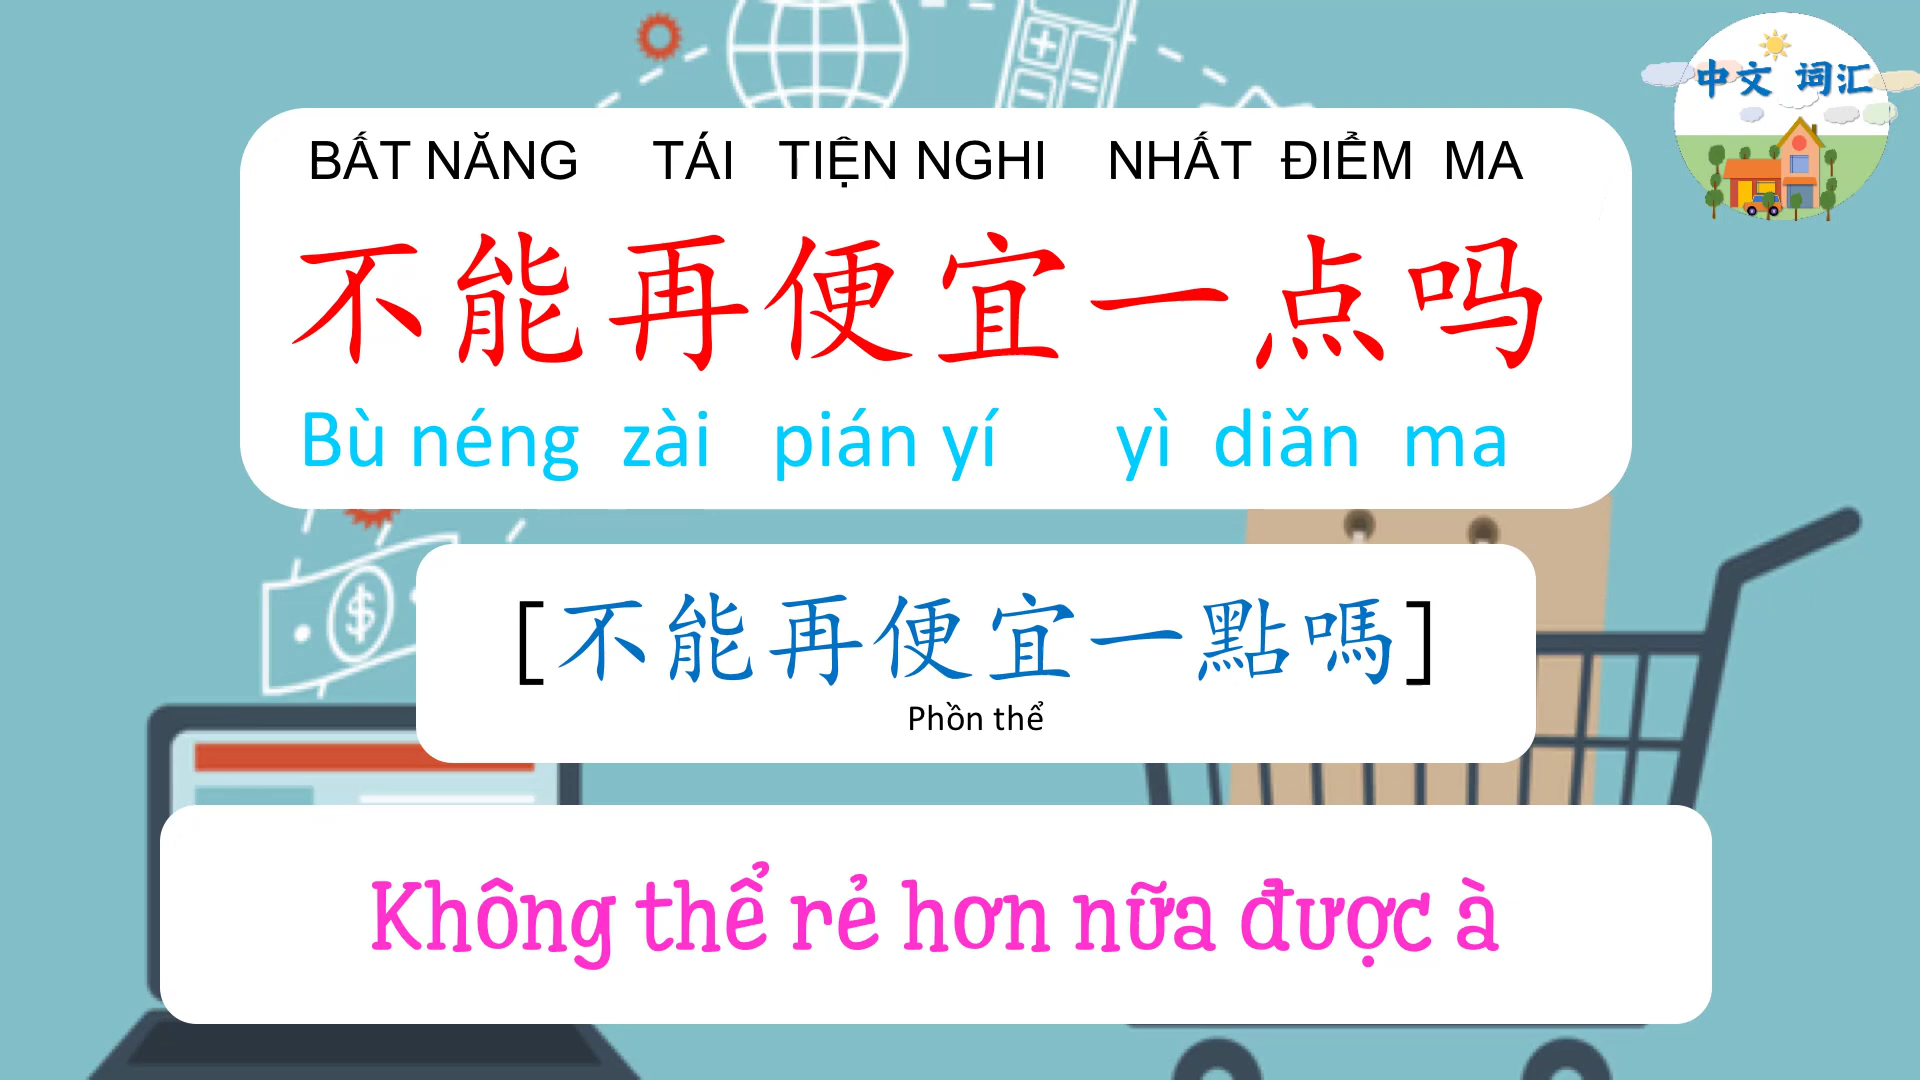 中文 词汇
BẤT NĂNG TÁI TIỆN NGHI NHẤT ĐIỂM MA
不能再便宜一点吗
Bù néng zài pián yí yì diǎn ma
[不能再便宜一點嗎]
Phồn thể
Không thể rẻ hơn nữa được à